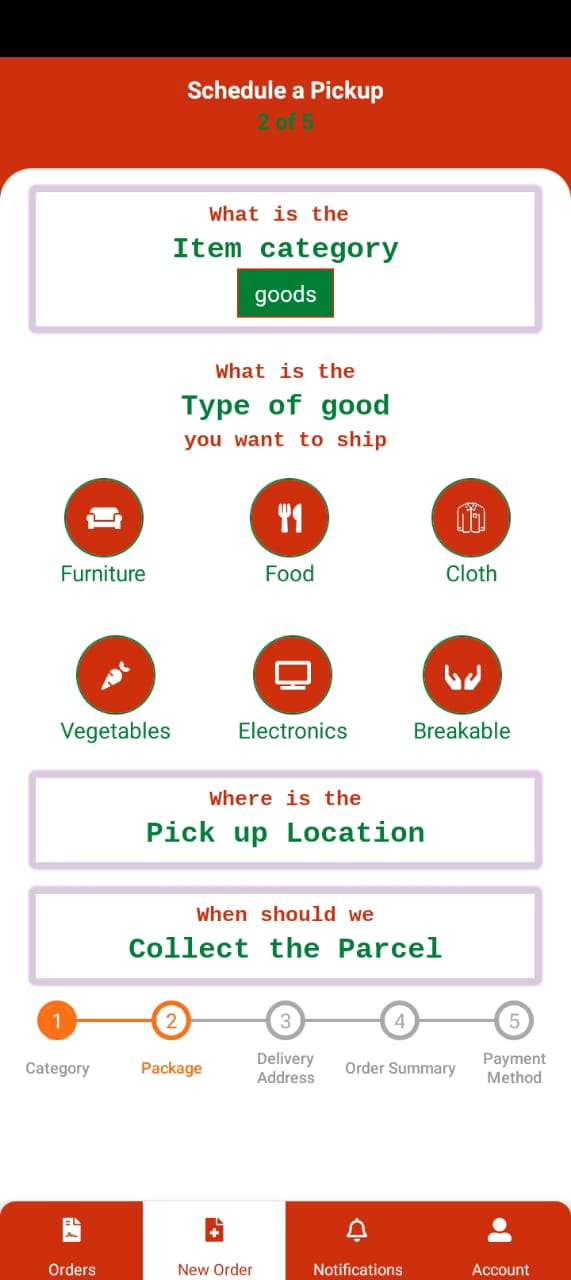 Schedule a Pickup
2 of 5
What is the
Item category
goods
What is the
Type of good
you want to ship
Furniture
Food
Cloth
Vegetables
Electronics
Breakable
Where is the
Pick up Location
When should we
Collect the Parcel
1
2
3
4
5
Category
Package
Delivery
Address
Order Summary
Payment
Method
Orders
New Order
Notifications
Account